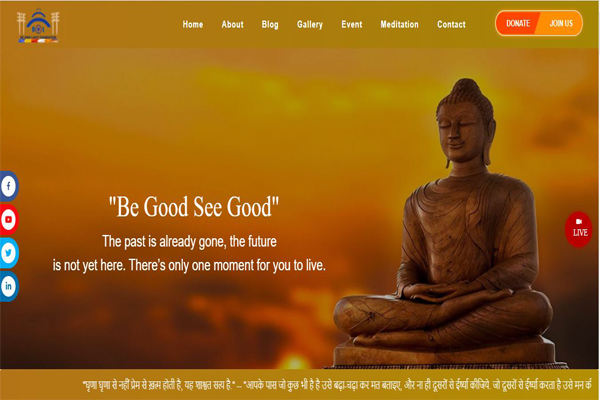 Home About Blog Gallery Event Meditation Contact DONATE JOIN US
"Be Good See Good"
The past is already gone, the future
is not yet here. There's only one moment for you to live.
LIVE
"घृणा घृणा से नहीं प्रेम से ख़त्म होती है, यह शाश्वत सत्य है." – "आपके पास जो कुछ भी है है उसे बढ़ा-चढ़ा कर मत बताइए, और ना ही दूसरों से ईर्ष्या कीजिये. जो दूसरों से ईर्ष्या करता है उसे मन की